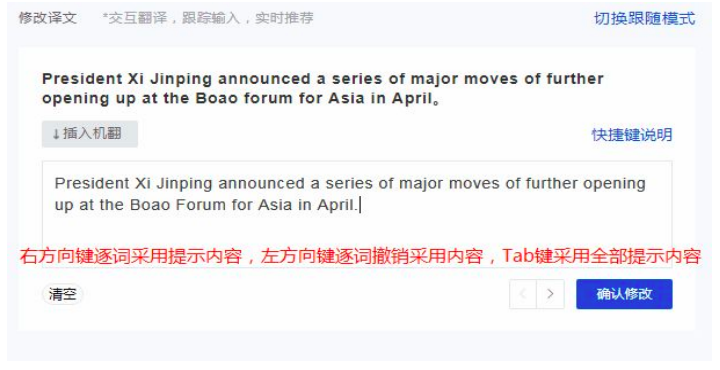 修改译文 *交互翻译，跟踪输入，实时推荐 切换跟随模式
President Xi Jinping announced a series of major moves of further
opening up at the Boao forum for Asia in April。
↓插入机翻 快捷键说明
President Xi Jinping announced a series of major moves of further opening
up at the Boao Forum for Asia in April.
右方向键逐词采用提示内容，左方向键逐词撤销采用内容，Tab键采用全部提示内容
清空 < > 确认修改